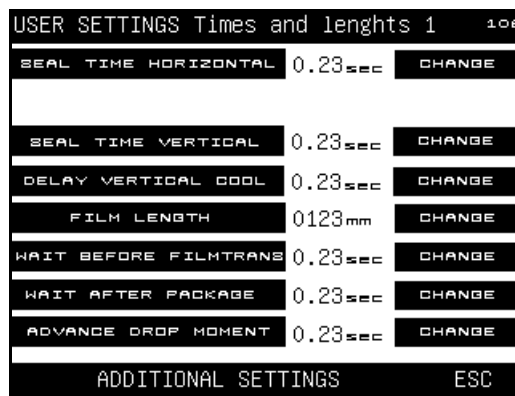 USER SETTINGS Times and lenghts 1 106
SEAL TIME HORIZONTAL 0.23sec CHANGE
SEAL TIME VERTICAL 0.23sec CHANGE
DELAY VERTICAL COOL 0.23sec CHANGE
FILM LENGTH 0123mm CHANGE
WAIT BEFORE FILMTRANS 0.23sec CHANGE
WAIT AFTER PACKAGE 0.23sec CHANGE
ADVANCE DROP MOMENT 0.23sec CHANGE
ADDITIONAL SETTINGS ESC